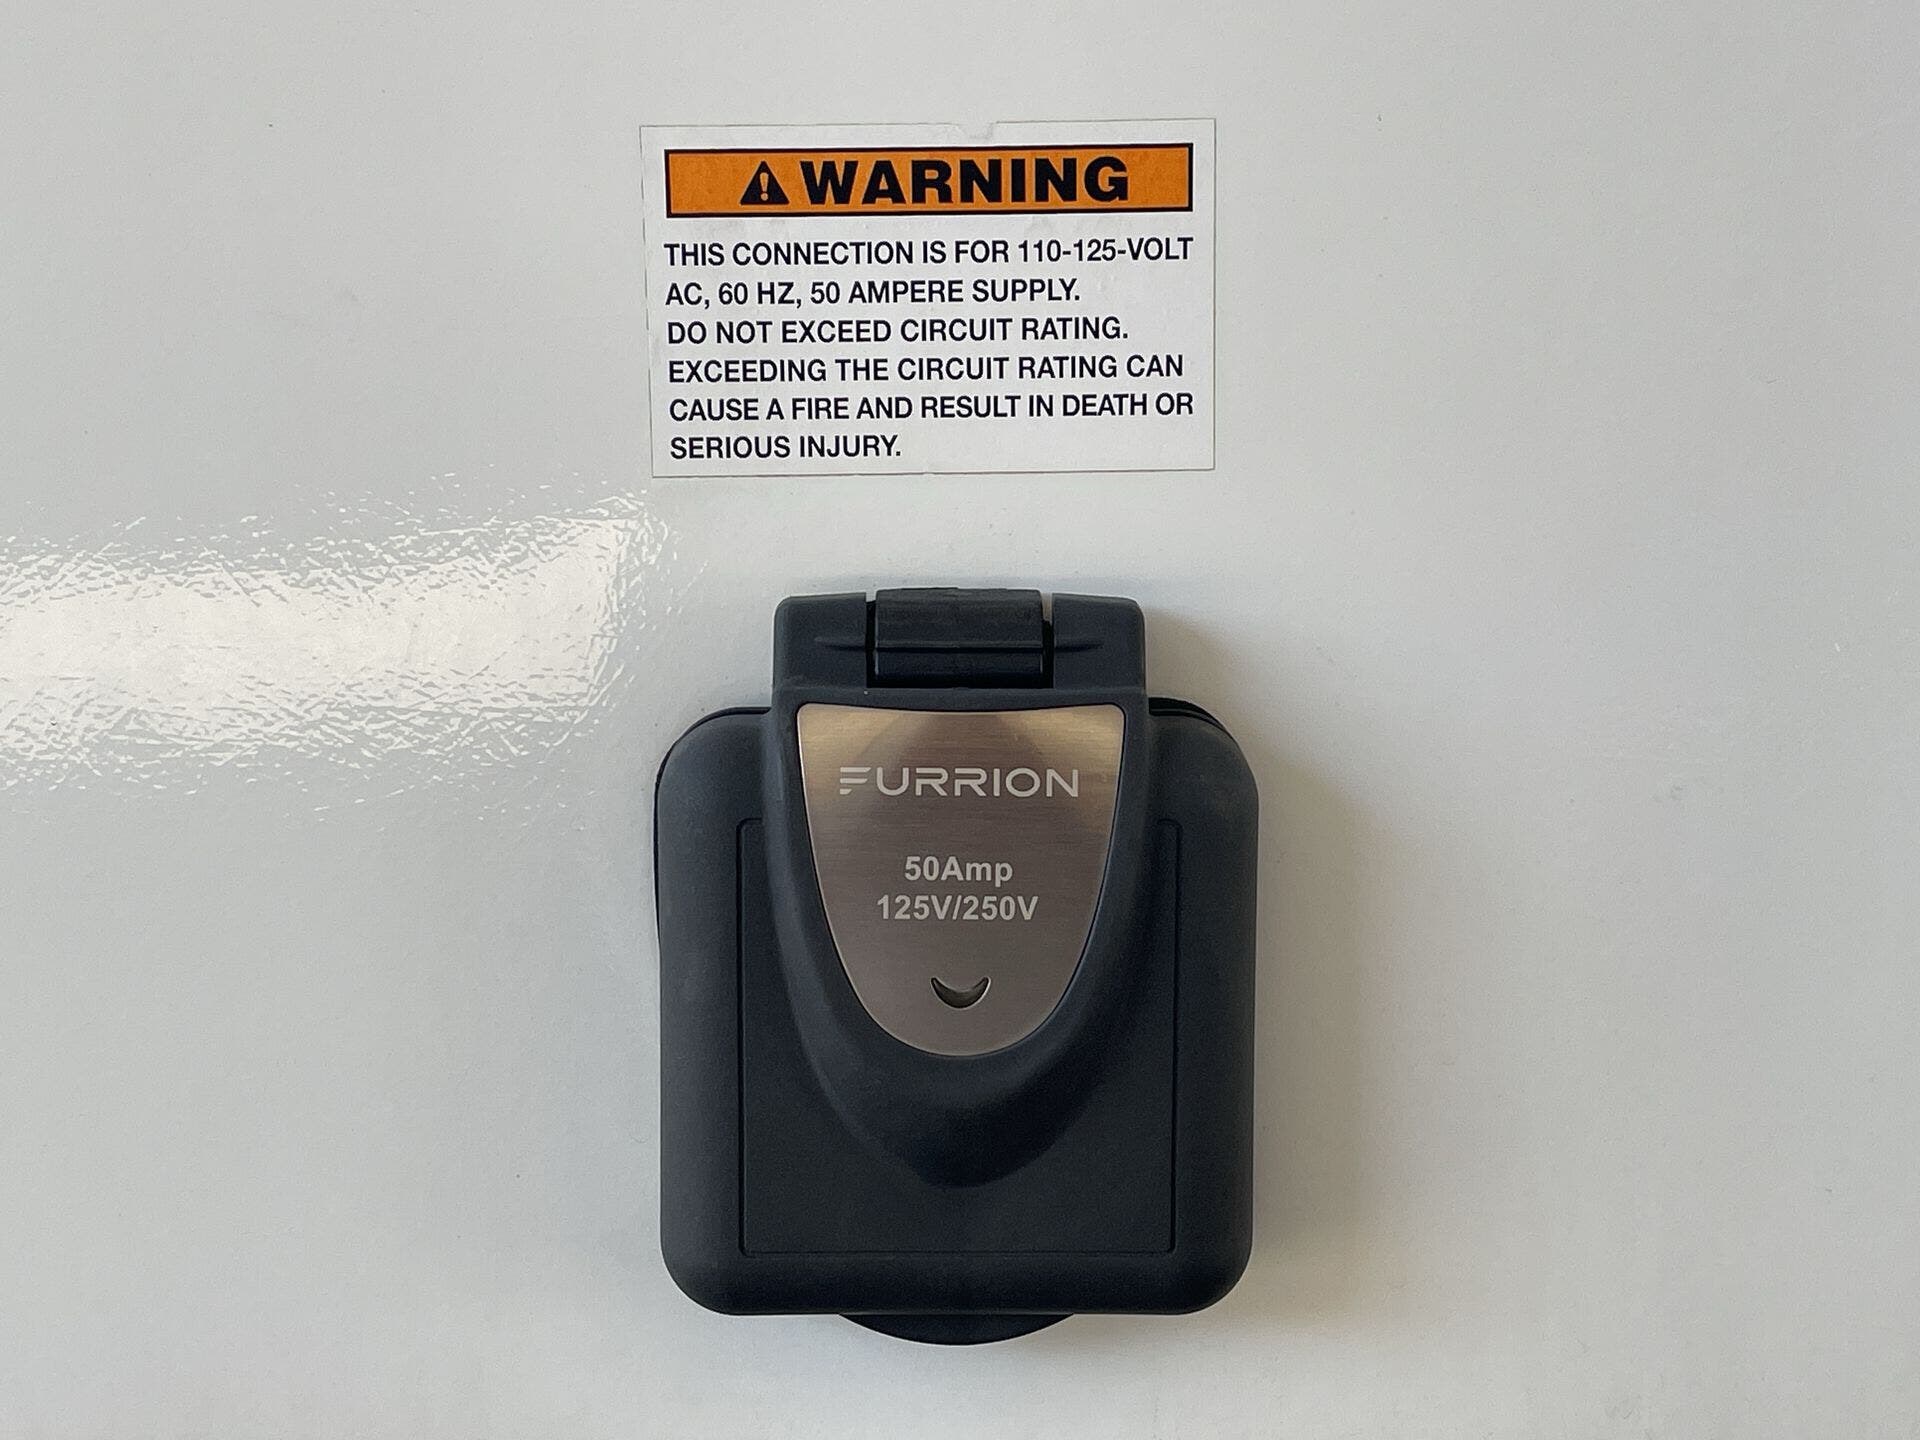 WARNING
THIS CONNECTION IS FOR 110-125-VOLT
AC, 60 HZ, 50 AMPERE SUPPLY.
DO NOT EXCEED CIRCUIT RATING.
EXCEEDING THE CIRCUIT RATING CAN
CAUSE A FIRE AND RESULT IN DEATH OR
SERIOUS INJURY.
FURRION
50Amp
125V/250V